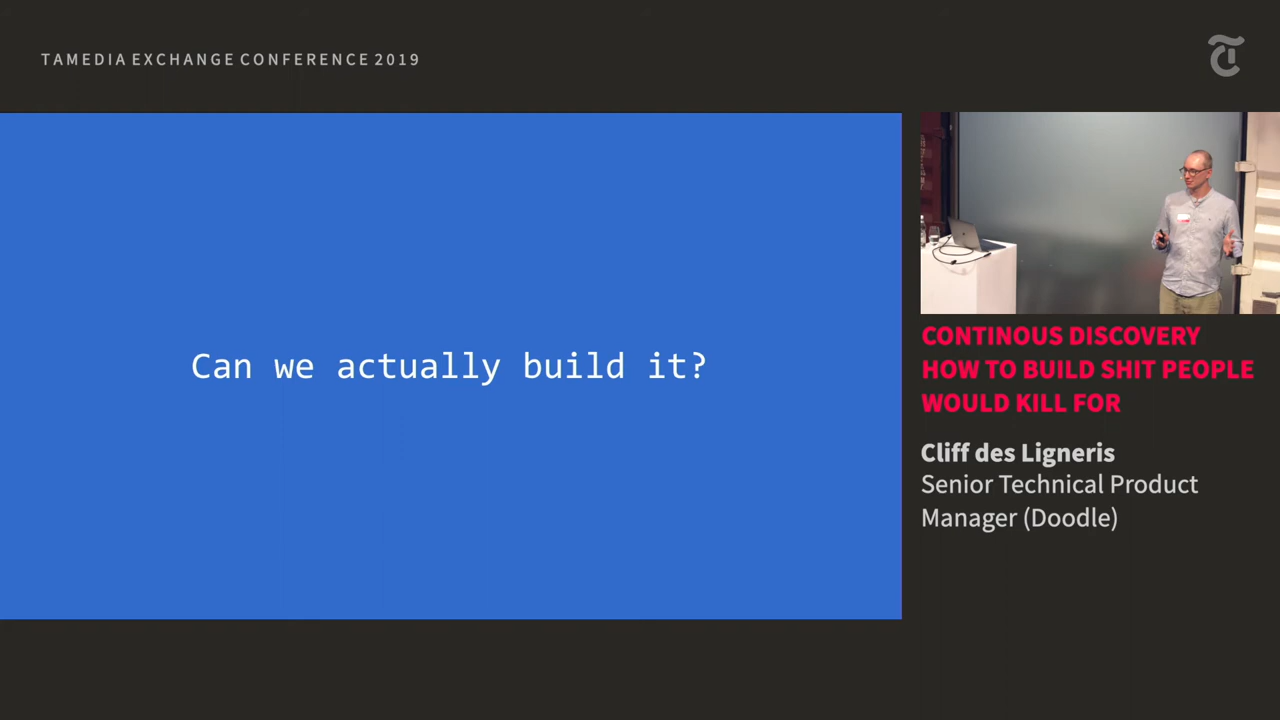 TAMEDIA EXCHANGE CONFERENCE 2019
Can we actually build it?
CONTINOUS DISCOVERY
HOW TO BUILD SHIT PEOPLE
WOULD KILL FOR
Cliff des Ligneris
Senior Technical Product
Manager (Doodle)